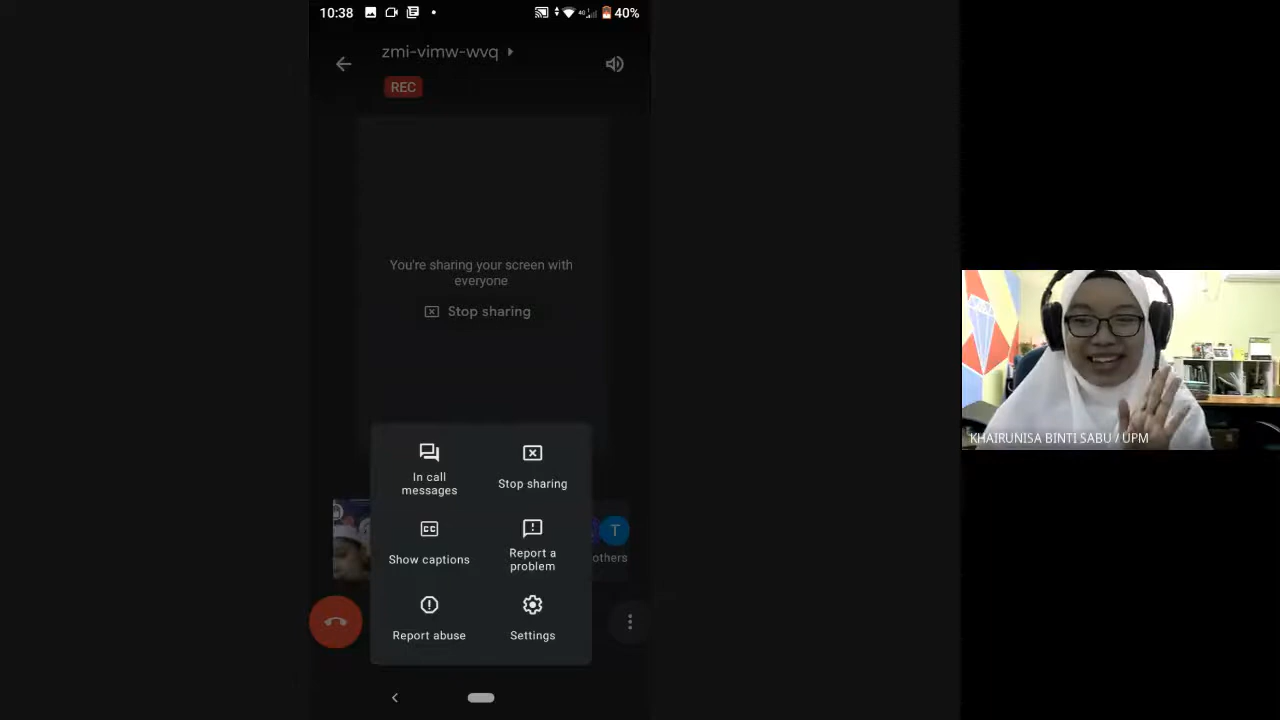 10:38
4G
40%
zmi-vimw-wvq
REC
You're sharing your screen with
everyone
Stop sharing
In call
messages
Stop sharing
Show captions
Report a
problem
T
others
Report abuse
Settings
KHAIRUNISA BINTI SABU / UPM